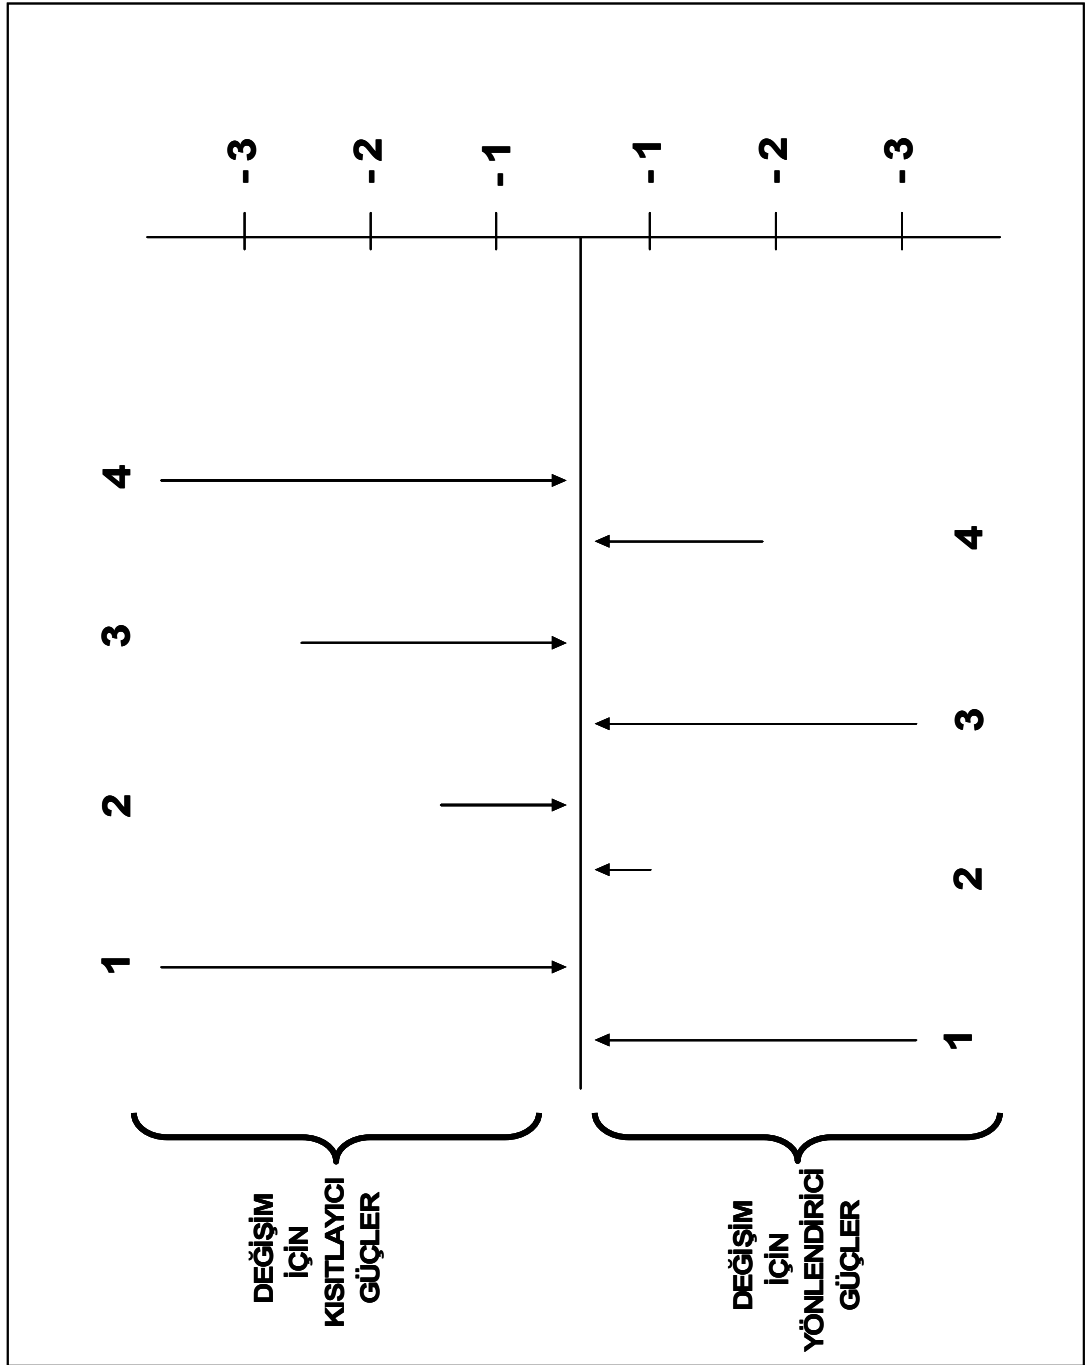 1
2
3
4
DEĞİŞİM
İÇİN
KISITLAYICI
GÜÇLER
- 3
- 2
- 1
DEĞİŞİM
İÇİN
YÖNLENDİRİCİ
GÜÇLER
- 1
- 2
- 3
1
2
3
4